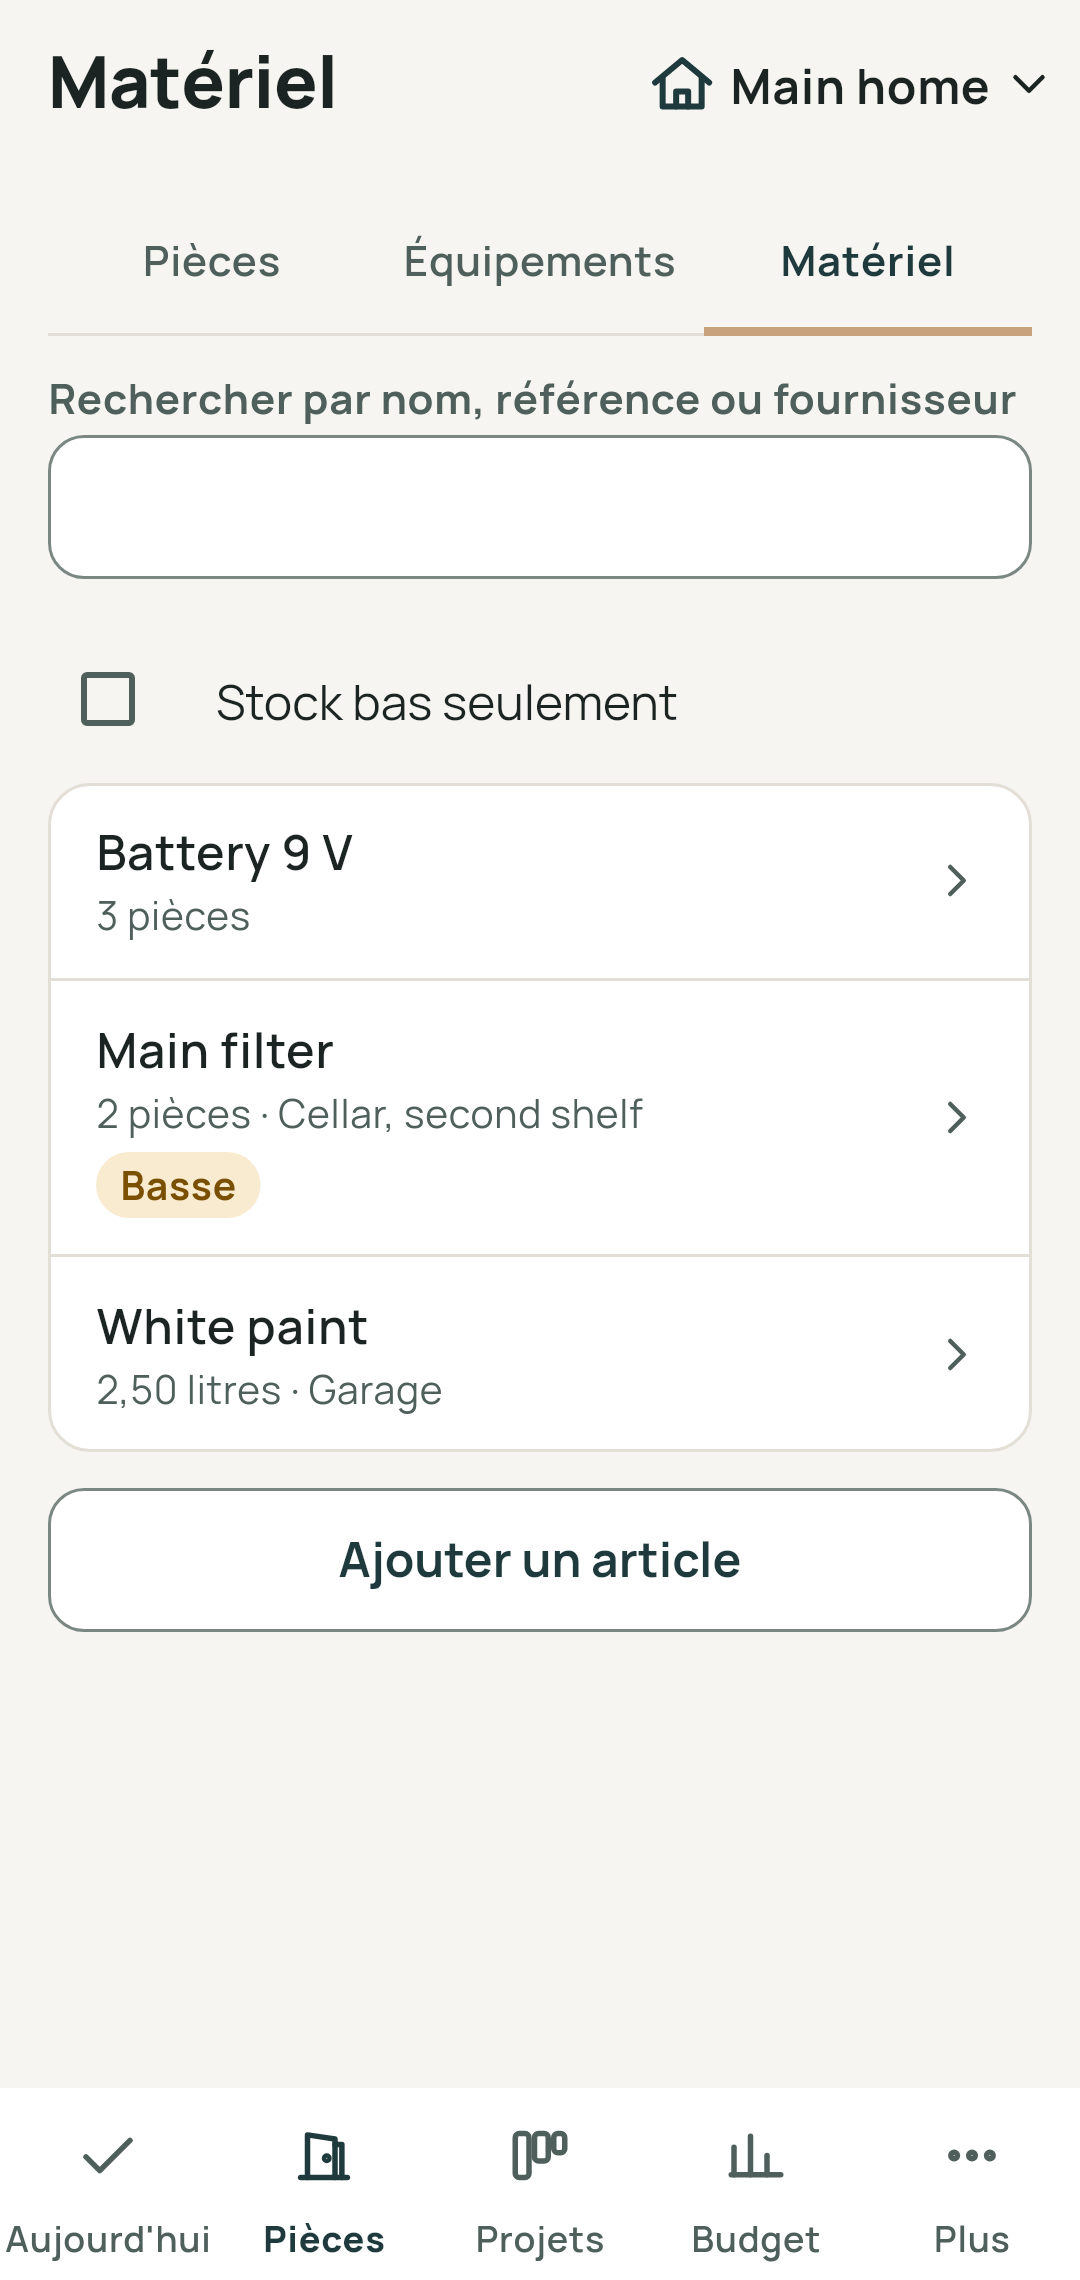 Matériel
Main home
Pièces
Équipements
Matériel
Rechercher par nom, référence ou fournisseur
Stock bas seulement
Battery 9 V
3 pièces
Main filter
2 pièces · Cellar, second shelf
Basse
White paint
2,50 litres · Garage
Ajouter un article
Aujourd'hui
Pièces
Projets
Budget
Plus